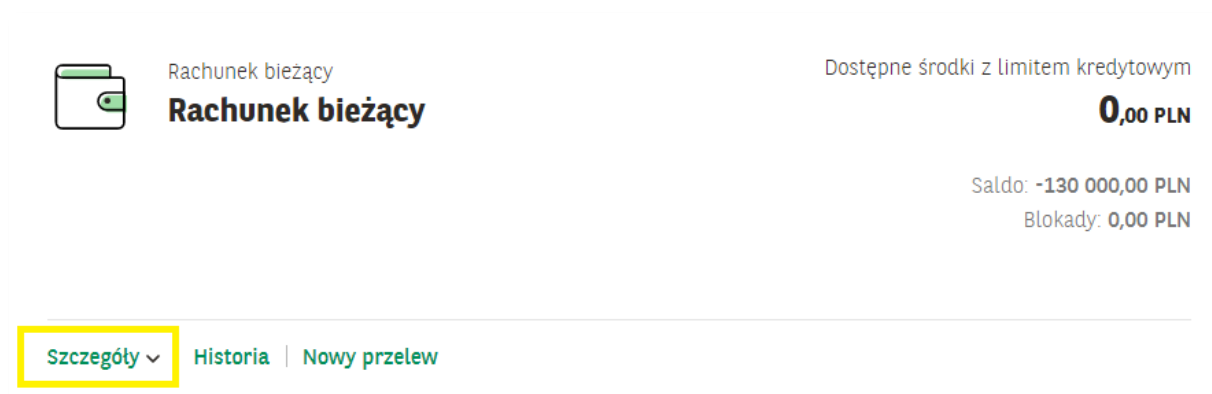 Rachunek bieżący
Rachunek bieżący
Dostępne środki z limitem kredytowym
0,00 PLN
Saldo: -130 000,00 PLN
Blokady: 0,00 PLN
Szczegóły Historia Nowy przelew